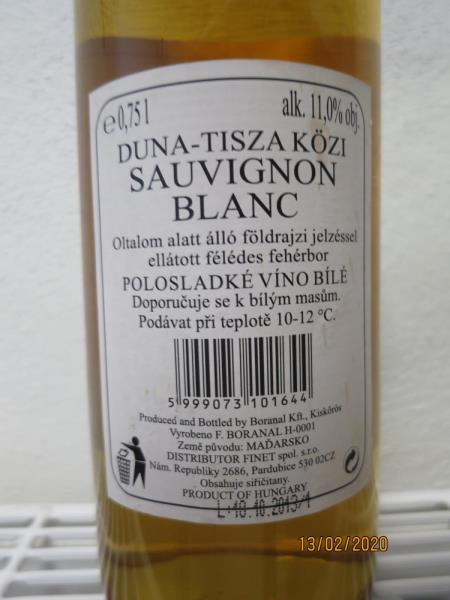 ℮0,75 l alk. 11,0% obj.
DUNA-TISZA KÖZI
SAUVIGNON
BLANC
Oltalom alatt álló földrajzi jelzéssel
ellátott félédes fehérbor
POLOSLADKÉ VÍNO BÍLÉ
Doporučuje se k bílým masům.
Podávat při teplotě 10-12 °C.
5 999073 101644
Produced and Bottled by Boranal Kft., Kiskőrös
Vyrobeno F. BORANAL H-0001
Země původu: MAĎARSKO
DISTRIBUTOR FINET spol. s.r.o.
Nám. Republiky 2686, Pardubice 530 02CZ
Obsahuje siřičitany.
PRODUCT OF HUNGARY
L:10.10.2013/1
13/02/2020